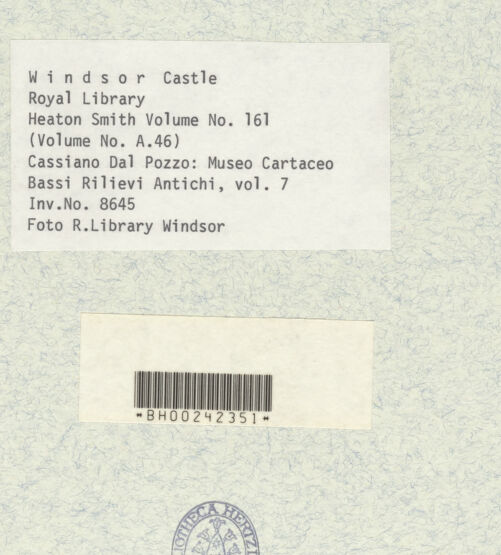 W i n d s o r Castle
Royal Library
Heaton Smith Volume No. 161
(Volume No. A.46)
Cassiano Dal Pozzo: Museo Cartaceo
Bassi Rilievi Antichi, vol. 7
Inv.No. 8645
Foto R.Library Windsor
*BH00242351*